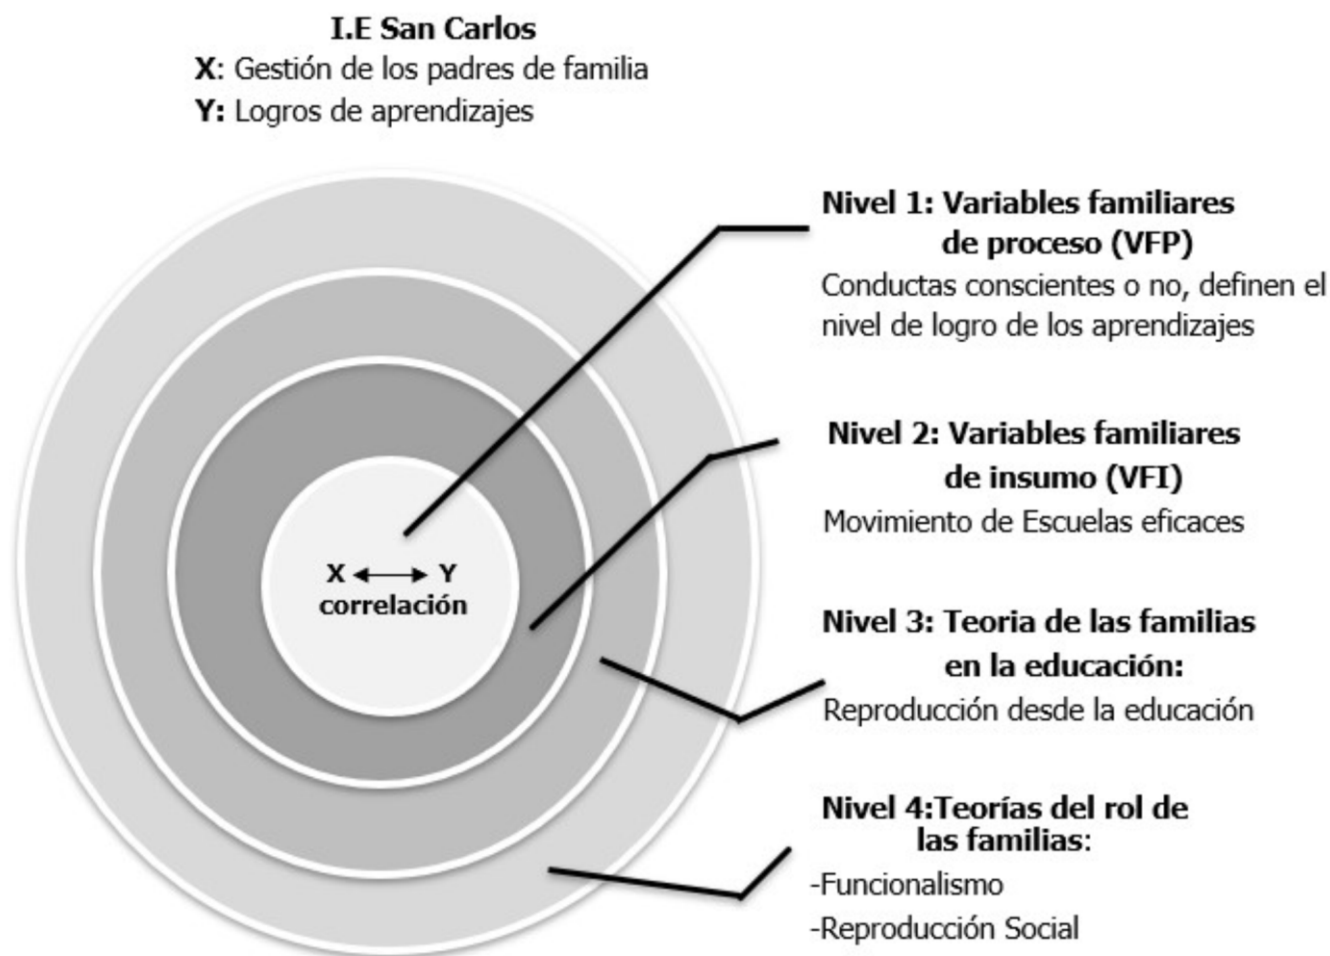 I.E San Carlos
X: Gestión de los padres de familia
Y: Logros de aprendizajes
Nivel 1: Variables familiares
de proceso (VFP)
Conductas conscientes o no, definen el
nivel de logro de los aprendizajes
Nivel 2: Variables familiares
de insumo (VFI)
Movimiento de Escuelas eficaces
X Y
correlación
Nivel 3: Teoria de las familias
en la educación:
Reproducción desde la educación
Nivel 4:Teorías del rol de
las familias:
-Funcionalismo
-Reproducción Social